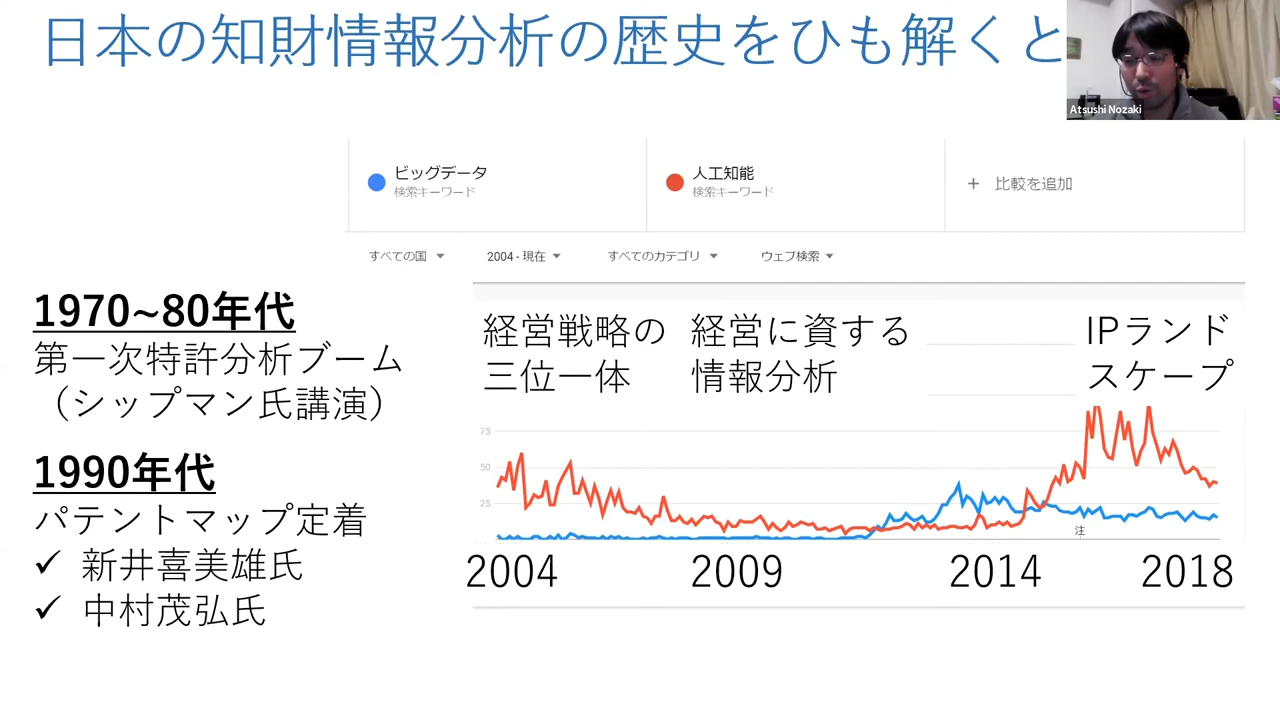 日本の知財情報分析の歴史をひも解くと
Atsushi Nozaki
ビッグデータ
検索キーワード
人工知能
検索キーワード
+ 比較を追加
すべての国
2004 - 現在
すべてのカテゴリ
ウェブ検索
1970~80年代
第一次特許分析ブーム
（シップマン氏講演）
1990年代
パテントマップ定着
✓ 新井喜美雄氏
✓ 中村茂弘氏
経営戦略の
三位一体
経営に資する
情報分析
IPランド
スケープ
75
50
25
注
2004
2009
2014
2018